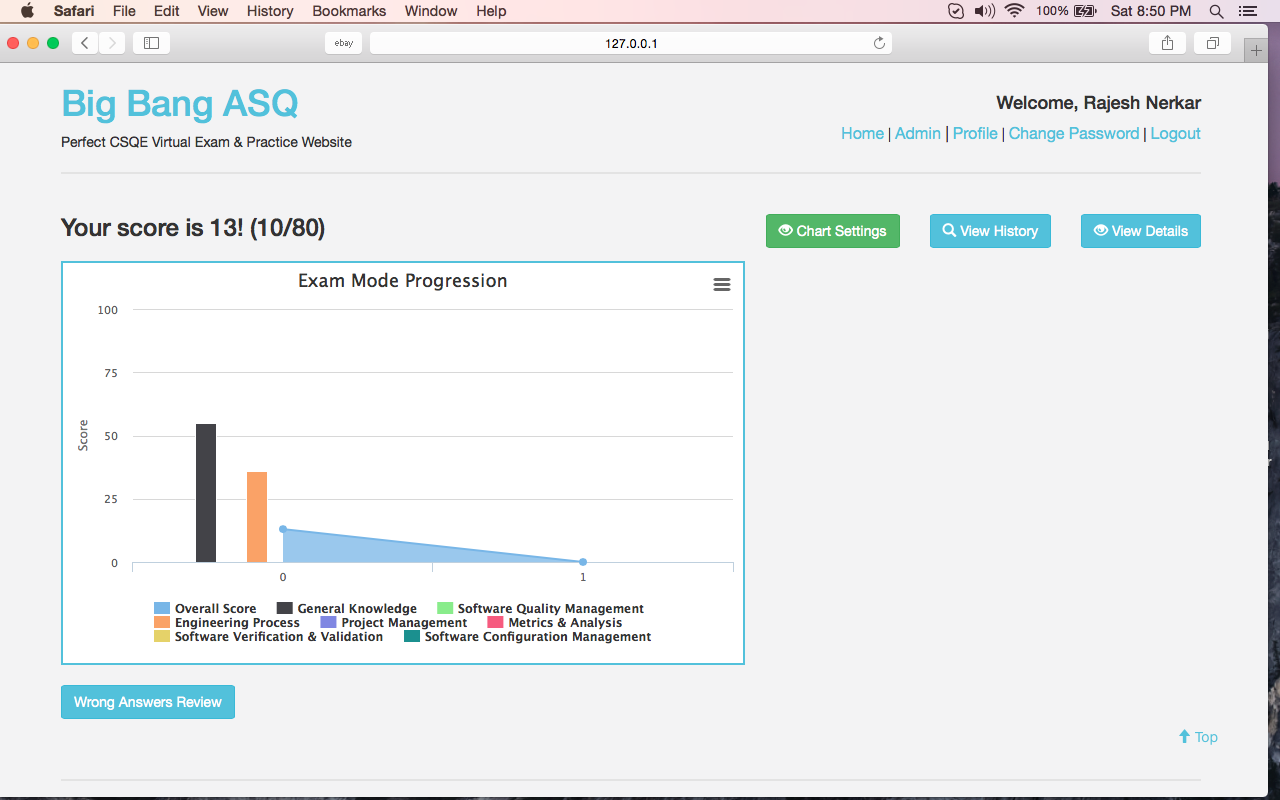 Safari File Edit View History Bookmarks Window Help 100% Sat 8:50 PM
ebay 127.0.0.1
Big Bang ASQ
Perfect CSQE Virtual Exam & Practice Website
Welcome, Rajesh Nerkar
Home | Admin | Profile | Change Password | Logout
Your score is 13! (10/80)
Chart Settings View History View Details
Exam Mode Progression
Score
100
75
50
25
0
0 1
Overall Score General Knowledge Software Quality Management
Engineering Process Project Management Metrics & Analysis
Software Verification & Validation Software Configuration Management
Wrong Answers Review
Top